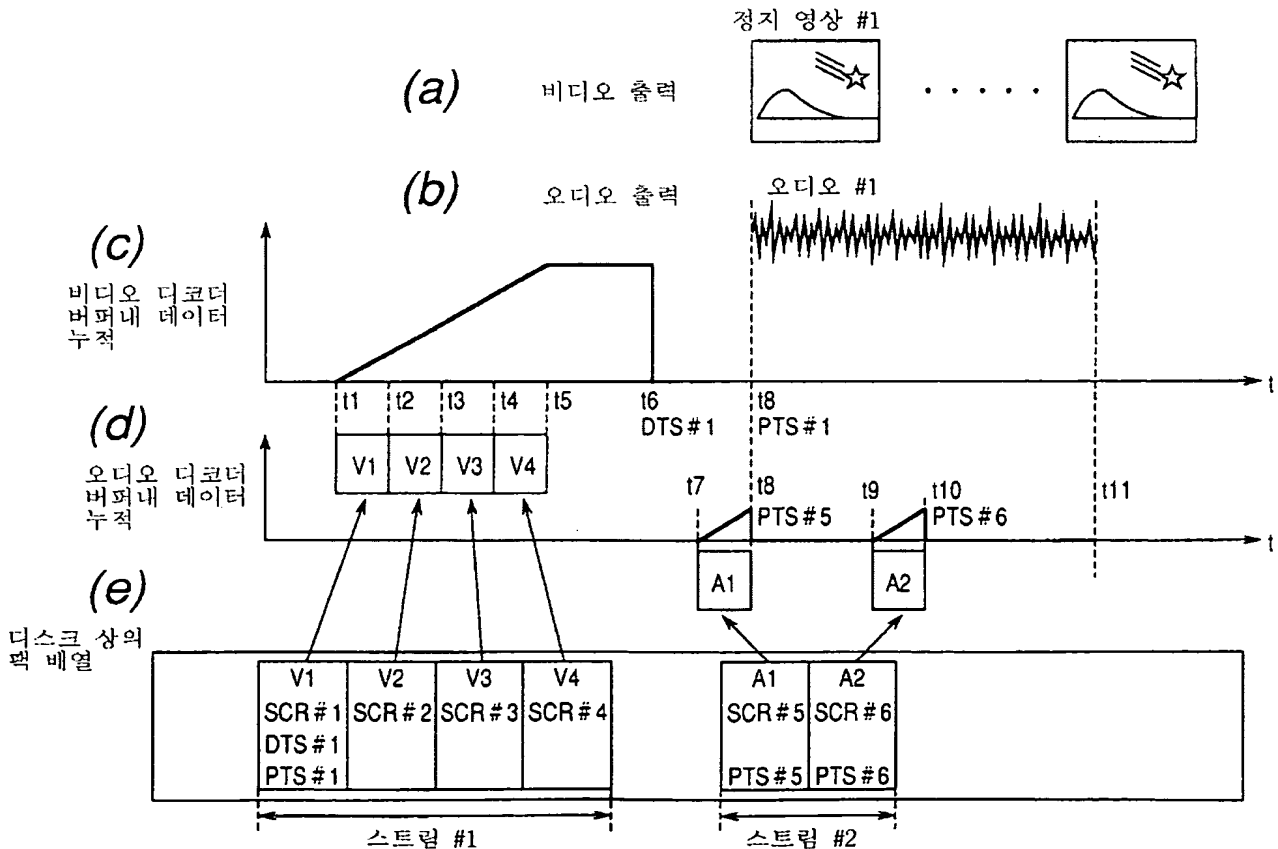 정지 영상 #1
(a)
비디오 출력
(b)
오디오 출력
오디오 #1
(c)
비디오 디코더
버퍼내 데이터
누적
t
t1 t2 t3 t4 t5 t6 t8
DTS#1 PTS#1
(d)
오디오 디코더
버퍼내 데이터
누적
V1 V2 V3 V4
t7 t8 t9 t10 t11
PTS#5 PTS#6
t
A1 A2
(e)
디스크 상의
팩 배열
V1 V2 V3 V4 A1 A2
SCR#1 SCR#2 SCR#3 SCR#4 SCR#5 SCR#6
DTS#1
PTS#1 PTS#5 PTS#6
스트림 #1 스트림 #2